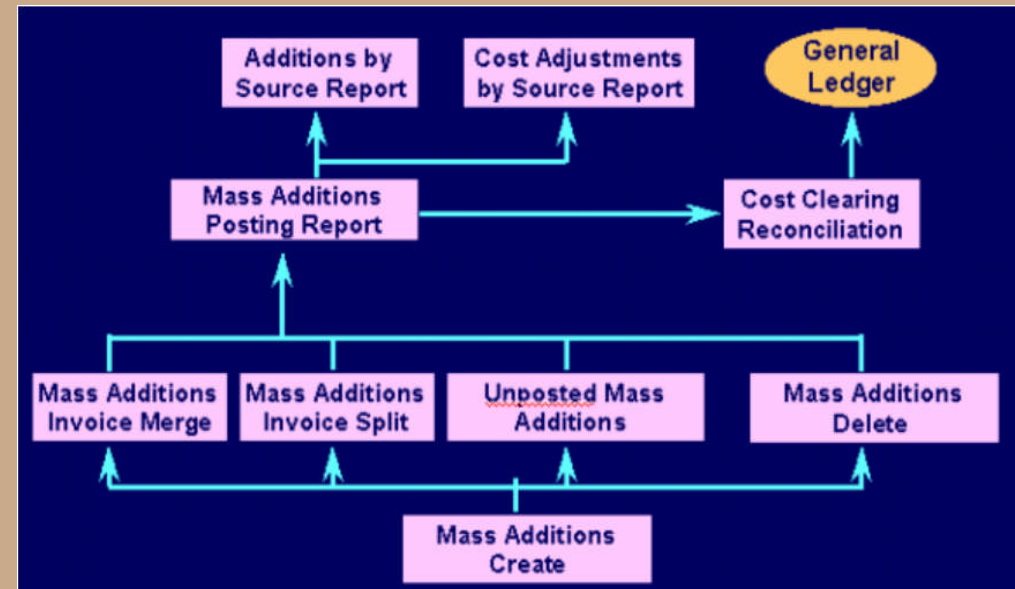 Additions by
Source Report
Cost Adjustments
by Source Report
General
Ledger
Mass Additions
Posting Report
Cost Clearing
Reconciliation
Mass Additions
Invoice Merge
Mass Additions
Invoice Split
Unposted Mass
Additions
Mass Additions
Delete
Mass Additions
Create